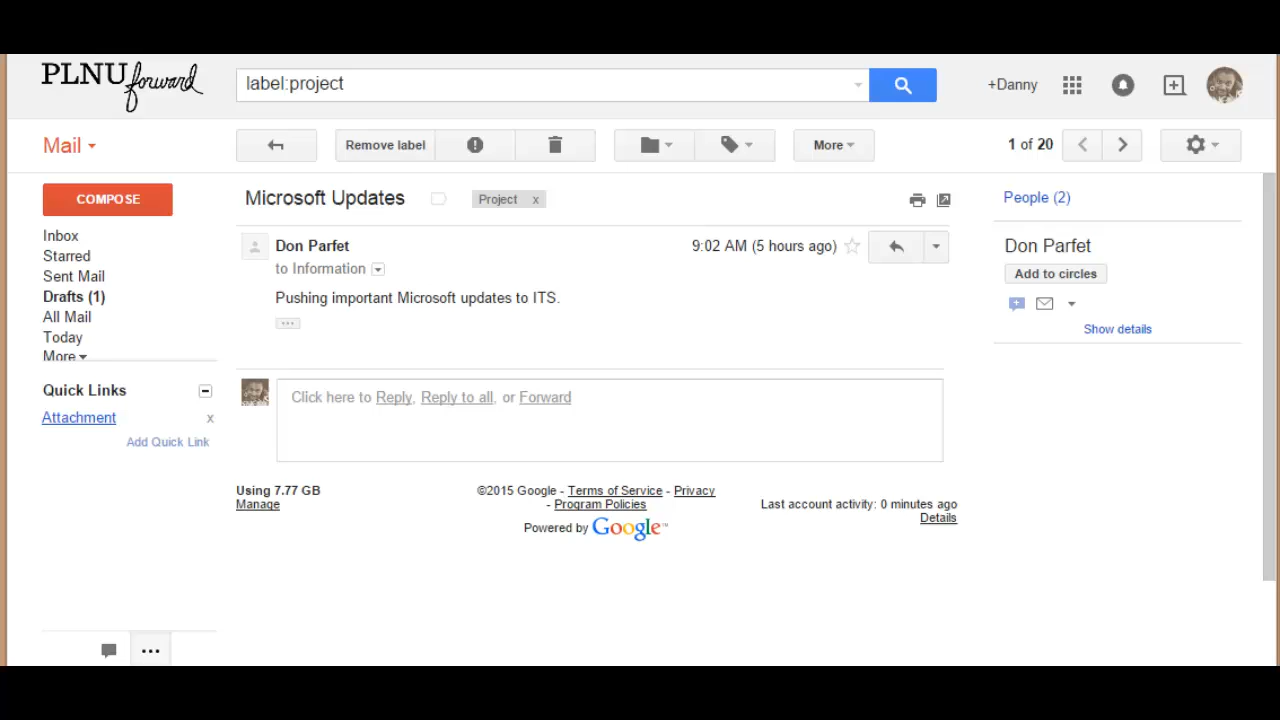 PLNU forward
label:project
+Danny
Mail
Remove label
More
1 of 20
COMPOSE
Microsoft Updates
Project x
People (2)
Inbox
Starred
Sent Mail
Drafts (1)
All Mail
Today
More
Don Parfet
9:02 AM (5 hours ago)
to Information
Pushing important Microsoft updates to ITS.
...
Don Parfet
Add to circles
Show details
Quick Links
Attachment x
Add Quick Link
Click here to Reply, Reply to all, or Forward
Using 7.77 GB
Manage
©2015 Google - Terms of Service - Privacy
- Program Policies
Powered by Google™
Last account activity: 0 minutes ago
Details